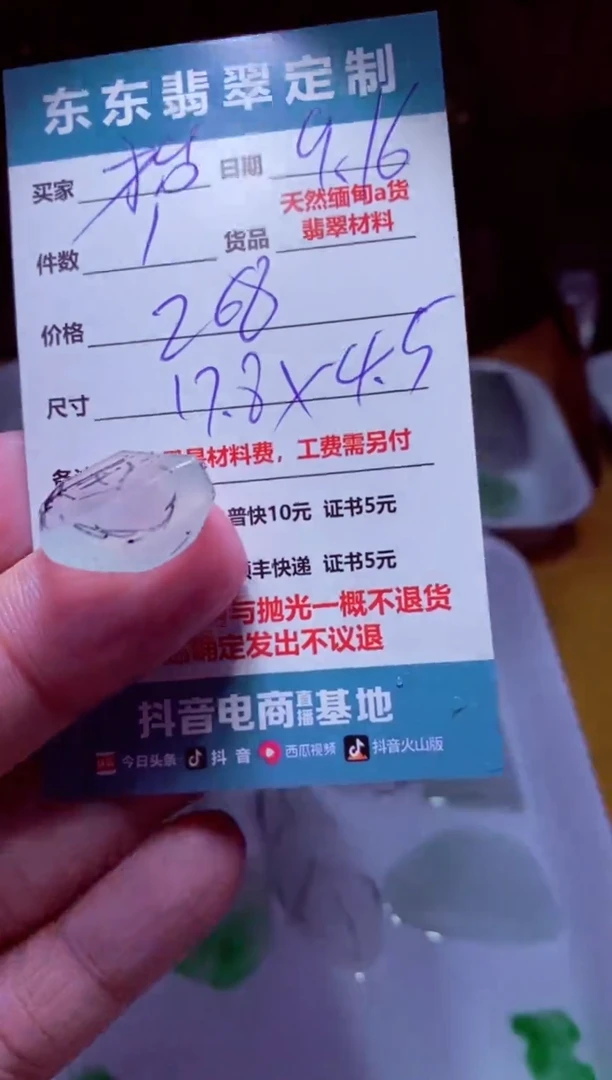 东东翡翠定制
买家 日期 9.16
件数 1 货品 天然缅甸a货
翡翠材料
价格 268
尺寸 17.8×4.5
材料费，工费需另付
普快10元 证书5元
丰快递 证书5元
与抛光一概不退货
确定发出不议退
抖音电商直播基地
今日头条 抖音 西瓜视频 抖音火山版